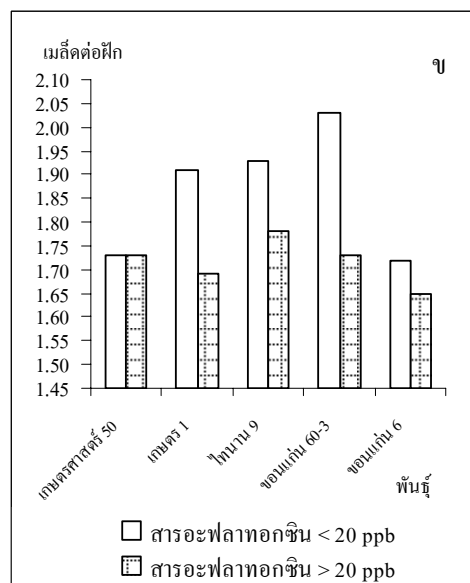 เมล็ดต่อฝัก
ข
2.10
2.05
2.00
1.95
1.90
1.85
1.80
1.75
1.70
1.65
1.60
1.55
1.50
1.45
เกษตรศาสตร์ 50
เกษตร 1
ไทนาน 9
ขอนแก่น 60-3
ขอนแก่น 6
พันธุ์
สารอะฟลาทอกซิน < 20 ppb
สารอะฟลาทอกซิน > 20 ppb